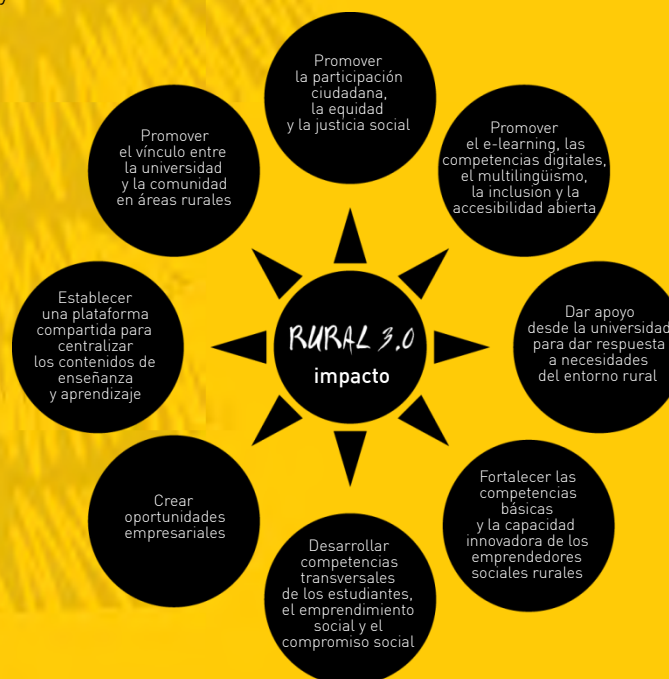 Promover
la participación
ciudadana,
la equidad
y la justicia social
Promover
el e-learning, las
competencias digitales,
el multilingüismo,
la inclusion y la
accesibilidad abierta
Dar apoyo
desde la universidad
para dar respuesta
a necesidades
del entorno rural
Fortalecer las
competencias
básicas
y la capacidad
innovadora de los
emprendedores
sociales rurales
Desarrollar
competencias
transversales
de los estudiantes,
el emprendimiento
social y el
compromiso social
Crear
oportunidades
empresariales
Establecer
una plataforma
compartida para
centralizar
los contenidos de
enseñanza
y aprendizaje
Promover
el vínculo entre
la universidad
y la comunidad
en áreas rurales
RURAL 3.0
impacto